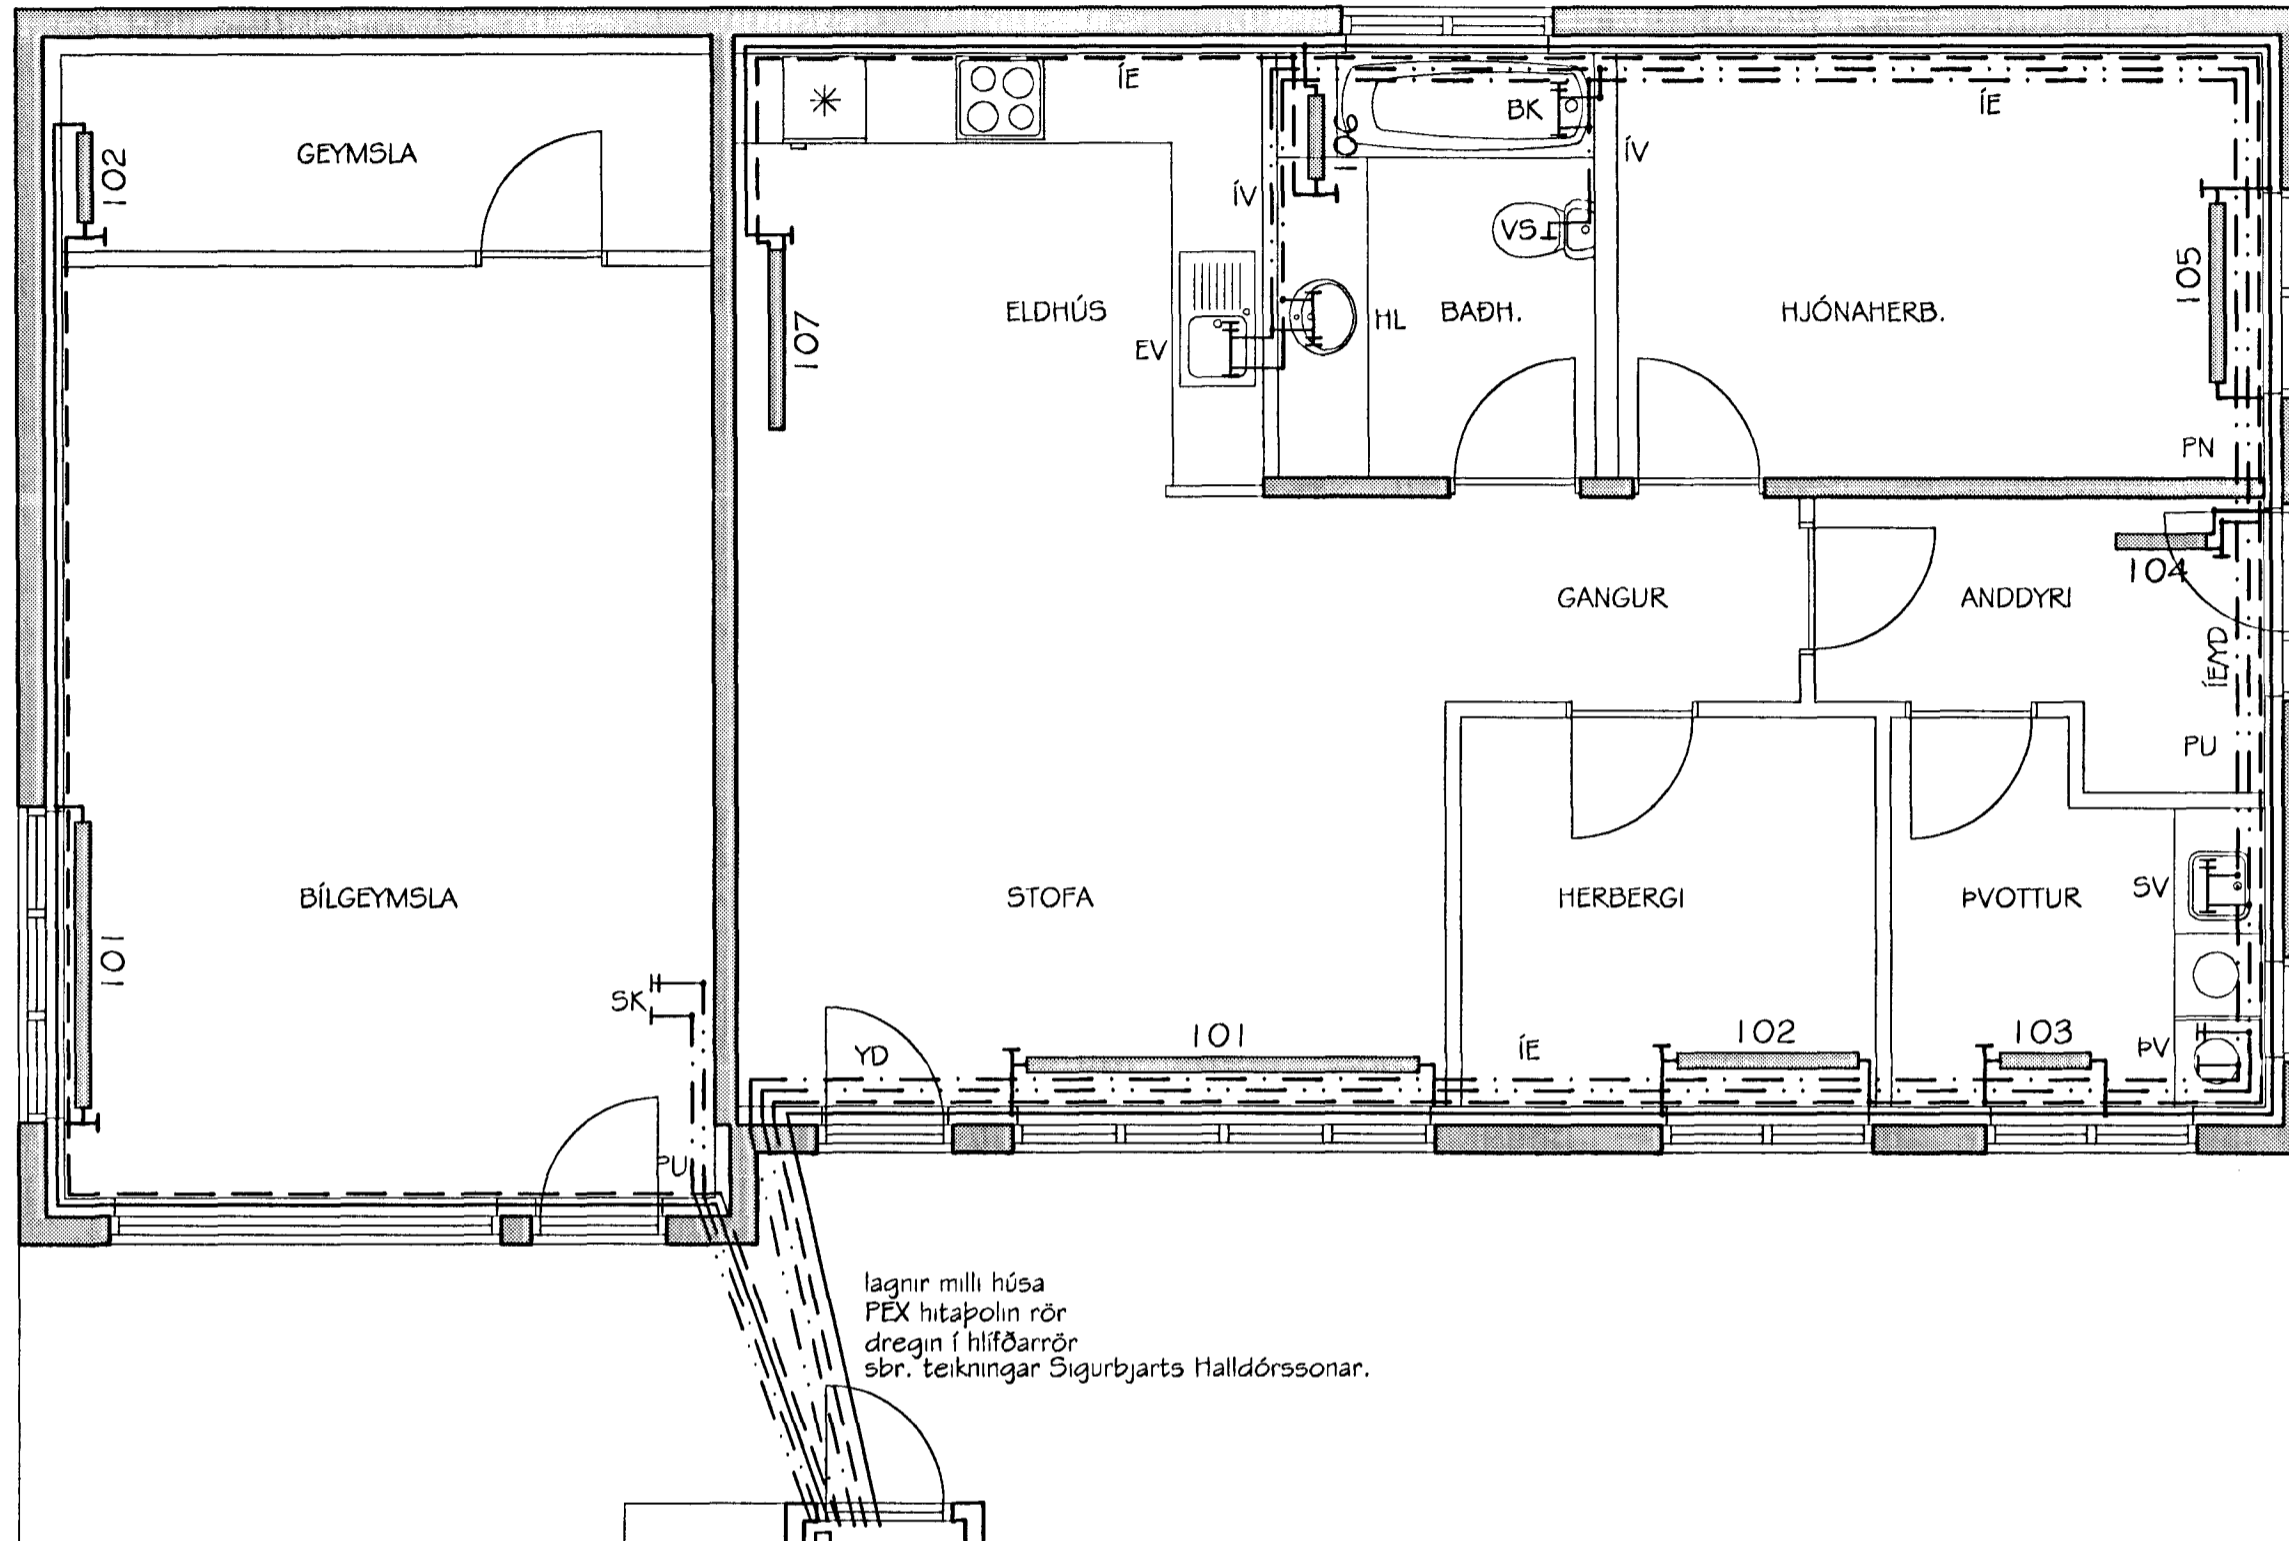 ÍE
BK
ÍE
102
GEYMSLA
106
ÍV
ÍV
VS
107
ELDHÚS
HL
BAÐH.
HJÓNAHERB.
105
EV
PN
104
GANGUR
ANDDYRI
ÍE/YD
PU
BÍLGEYMSLA
STOFA
HERBERGI
ÞVOTTUR
SV
101
SK
YD
101
ÍE
102
103
ÞV
PU
lagnir milli húsa
PEX hitaþolin rör
dregin í hlífðarrör
sbr. teikningar Sigurbjarts Halldórssonar.